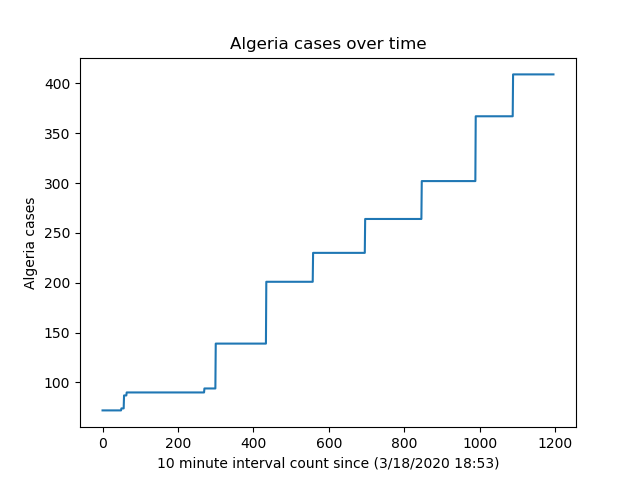 Algeria cases over time
400
350
300
250
200
150
100
Algeria cases
0 200 400 600 800 1000 1200
10 minute interval count since (3/18/2020 18:53)